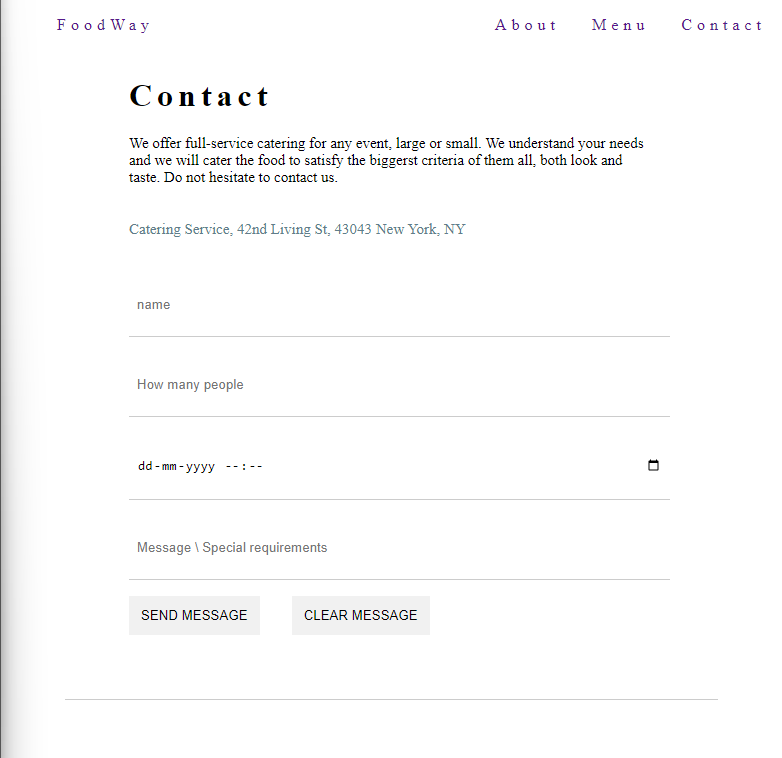 FoodWay About Menu Contact
Contact
We offer full-service catering for any event, large or small. We understand your needs
and we will cater the food to satisfy the biggerst criteria of them all, both look and
taste. Do not hesitate to contact us.
Catering Service, 42nd Living St, 43043 New York, NY
name
How many people
dd-mm-yyyy --:--
Message \ Special requirements
SEND MESSAGE CLEAR MESSAGE